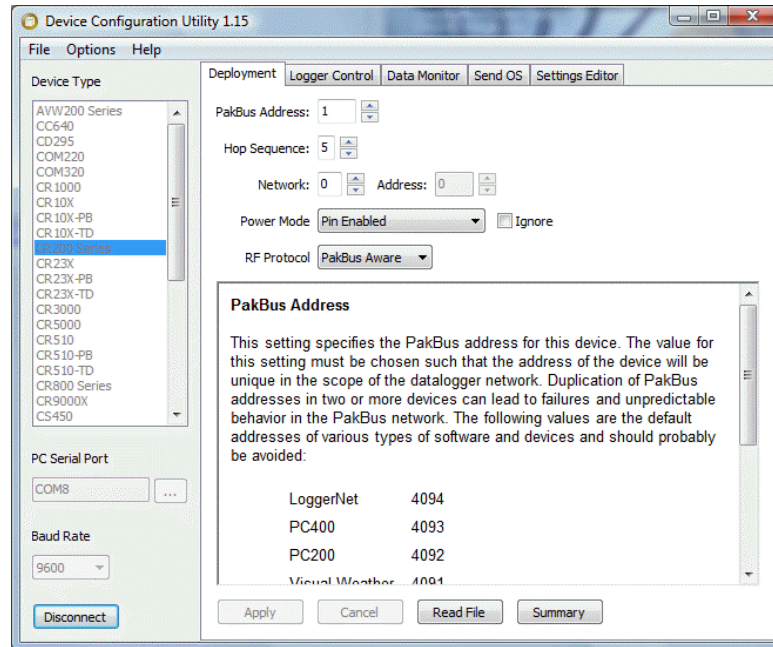 Device Configuration Utility 1.15
File Options Help
Device Type
AVW200 Series
CC640
CD295
COM220
COM320
CR1000
CR10X
CR10X-PB
CR10X-TD
CR200 Series
CR23X
CR23X-PB
CR23X-TD
CR3000
CR5000
CR510
CR510-PB
CR510-TD
CR800 Series
CR9000X
CS450
PC Serial Port
COM8
...
Baud Rate
9600
Disconnect
Deployment Logger Control Data Monitor Send OS Settings Editor
PakBus Address: 1
Hop Sequence: 5
Network: 0 Address: 0
Power Mode Pin Enabled Ignore
RF Protocol PakBus Aware
PakBus Address
This setting specifies the PakBus address for this device. The value for
this setting must be chosen such that the address of the device will be
unique in the scope of the datalogger network. Duplication of PakBus
addresses in two or more devices can lead to failures and unpredictable
behavior in the PakBus network. The following values are the default
addresses of various types of software and devices and should probably
be avoided:
LoggerNet 4094
PC400 4093
PC200 4092
Visual Weather 4091
Apply Cancel Read File Summary